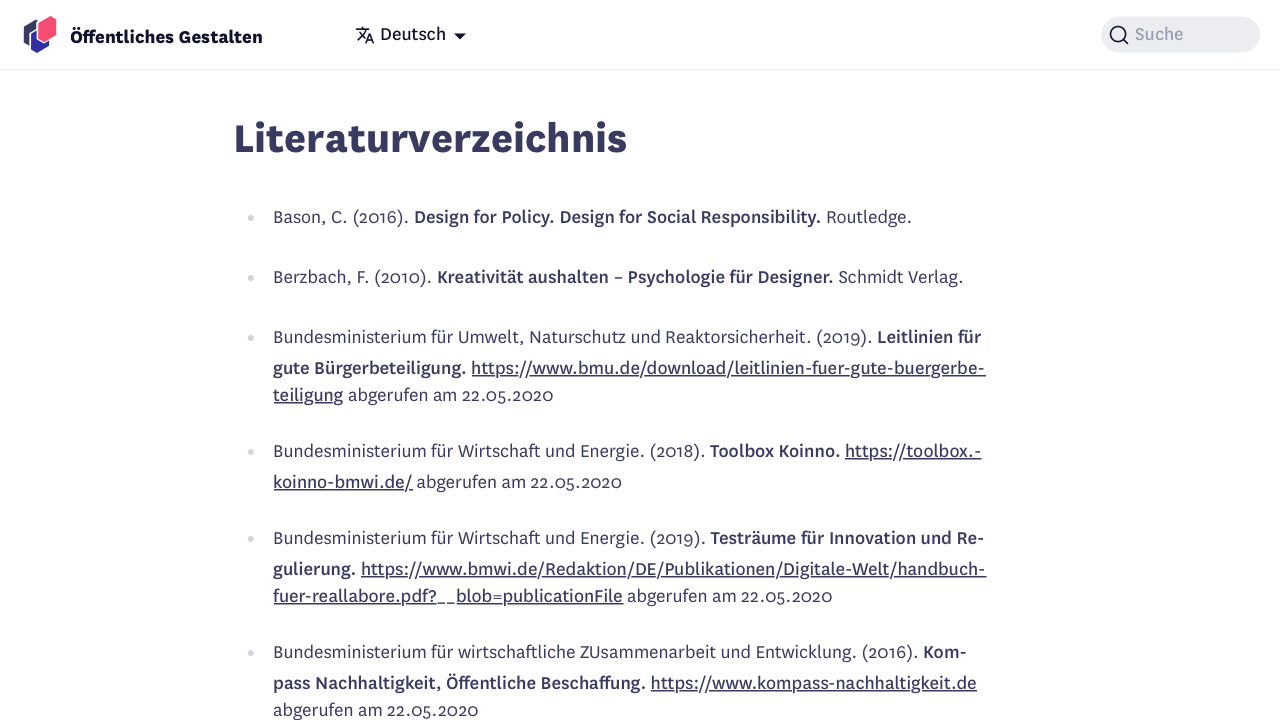 Öffentliches Gestalten
Deutsch
Suche
Literaturverzeichnis
Bason, C. (2016). Design for Policy. Design for Social Responsibility. Routledge.
Berzbach, F. (2010). Kreativität aushalten – Psychologie für Designer. Schmidt Verlag.
Bundesministerium für Umwelt, Naturschutz und Reaktorsicherheit. (2019). Leitlinien für
gute Bürgerbeteiligung. https://www.bmu.de/download/leitlinien-fuer-gute-buergerbe-
teiligung abgerufen am 22.05.2020
Bundesministerium für Wirtschaft und Energie. (2018). Toolbox Koinno. https://toolbox.-
koinno-bmwi.de/ abgerufen am 22.05.2020
Bundesministerium für Wirtschaft und Energie. (2019). Testräume für Innovation und Re-
gulierung. https://www.bmwi.de/Redaktion/DE/Publikationen/Digitale-Welt/handbuch-
fuer-reallabore.pdf?__blob=publicationFile abgerufen am 22.05.2020
Bundesministerium für wirtschaftliche ZUsammenarbeit und Entwicklung. (2016). Kom-
pass Nachhaltigkeit, Öffentliche Beschaffung. https://www.kompass-nachhaltigkeit.de
abgerufen am 22.05.2020